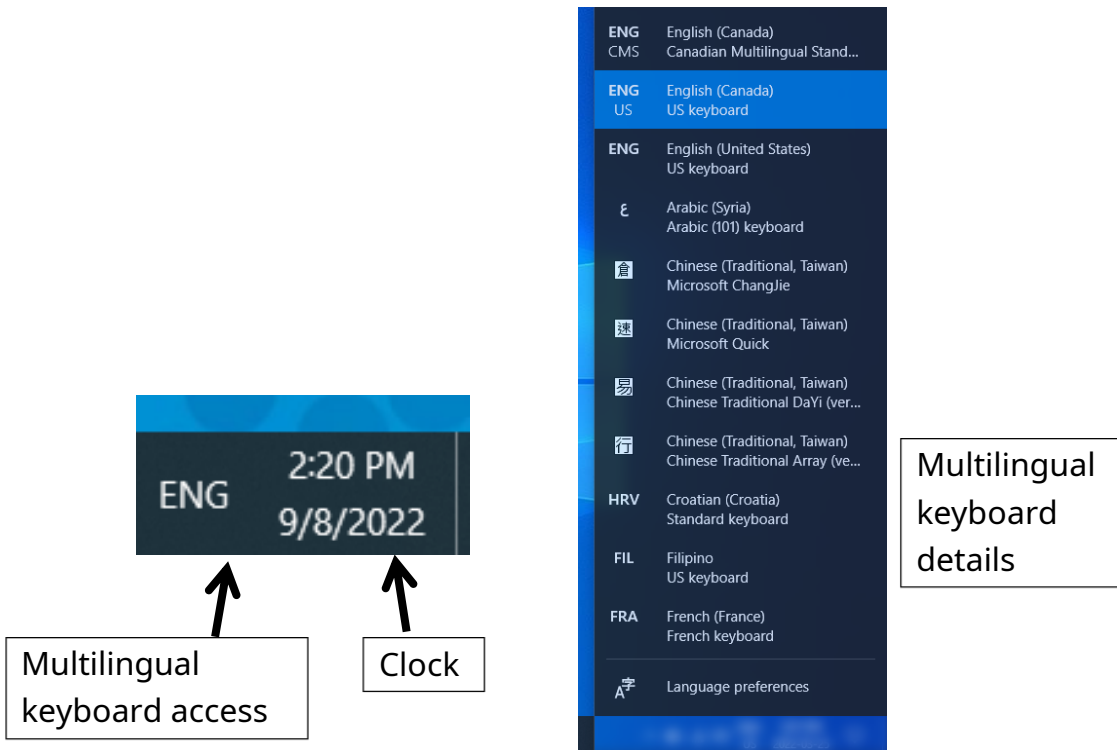 ENG
2:20 PM
9/8/2022
Multilingual
keyboard access
Clock
ENG English (Canada)
CMS Canadian Multilingual Stand...
ENG English (Canada)
US US keyboard
ENG English (United States)
US keyboard
ع Arabic (Syria)
Arabic (101) keyboard
倉 Chinese (Traditional, Taiwan)
Microsoft ChangJie
速 Chinese (Traditional, Taiwan)
Microsoft Quick
易 Chinese (Traditional, Taiwan)
Chinese Traditional DaYi (ver...
行 Chinese (Traditional, Taiwan)
Chinese Traditional Array (ve...
HRV Croatian (Croatia)
Standard keyboard
FIL Filipino
US keyboard
FRA French (France)
French keyboard
A字 Language preferences
Multilingual
keyboard
details